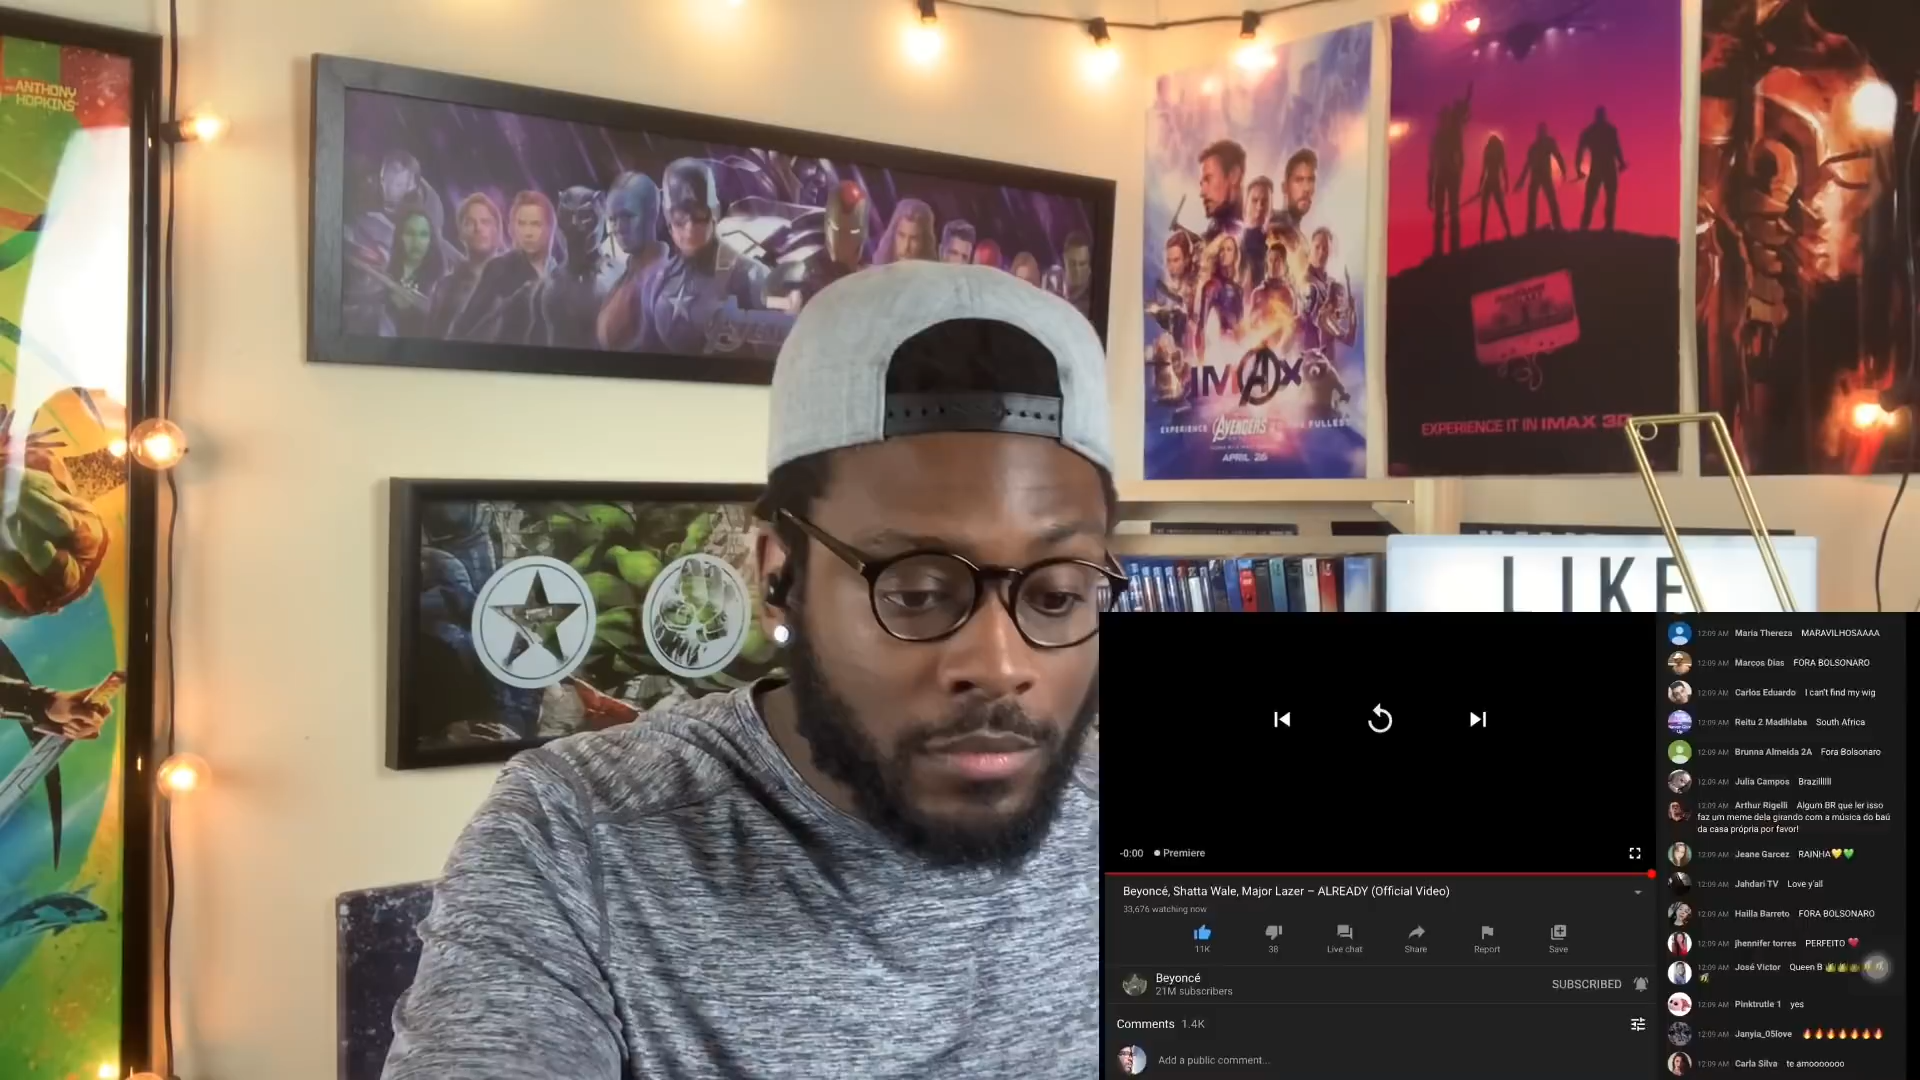 ANTHONY
HOPKINS
IMAX
EXPERIENCE AVENGERS FULLEST
APRIL 26
EXPERIENCE IT IN IMAX 3D
LIKE
-0:00 ● Premiere
Beyoncé, Shatta Wale, Major Lazer – ALREADY (Official Video)
33,676 watching now
11K 38 Live chat Share Report Save
Beyoncé
21M subscribers
SUBSCRIBED
Comments 1.4K
Add a public comment...
12:09 AM Maria Thereza MARAVILHOSAAAA
12:09 AM Marcos Dias FORA BOLSONARO
12:09 AM Carlos Eduardo I can't find my wig
12:09 AM Reitu 2 Madihlaba South Africa
12:09 AM Brunna Almeida 2A Fora Bolsonaro
12:09 AM Julia Campos Brazillllll
12:09 AM Arthur Rigelli Algum BR que ler isso
faz um meme dela girando com a música do baú
da casa própria por favor!
12:09 AM Jeane Garcez RAINHA💛💚
12:09 AM Jahdari TV Love y'all
12:09 AM Hailla Barreto FORA BOLSONARO
12:09 AM jhennifer torres PERFEITO
12:09 AM José Victor Queen B
12:09 AM Pinktrutle 1 yes
12:09 AM Janyia_05love 🔥🔥🔥🔥🔥🔥🔥
12:09 AM Carla Silva te amooooooo